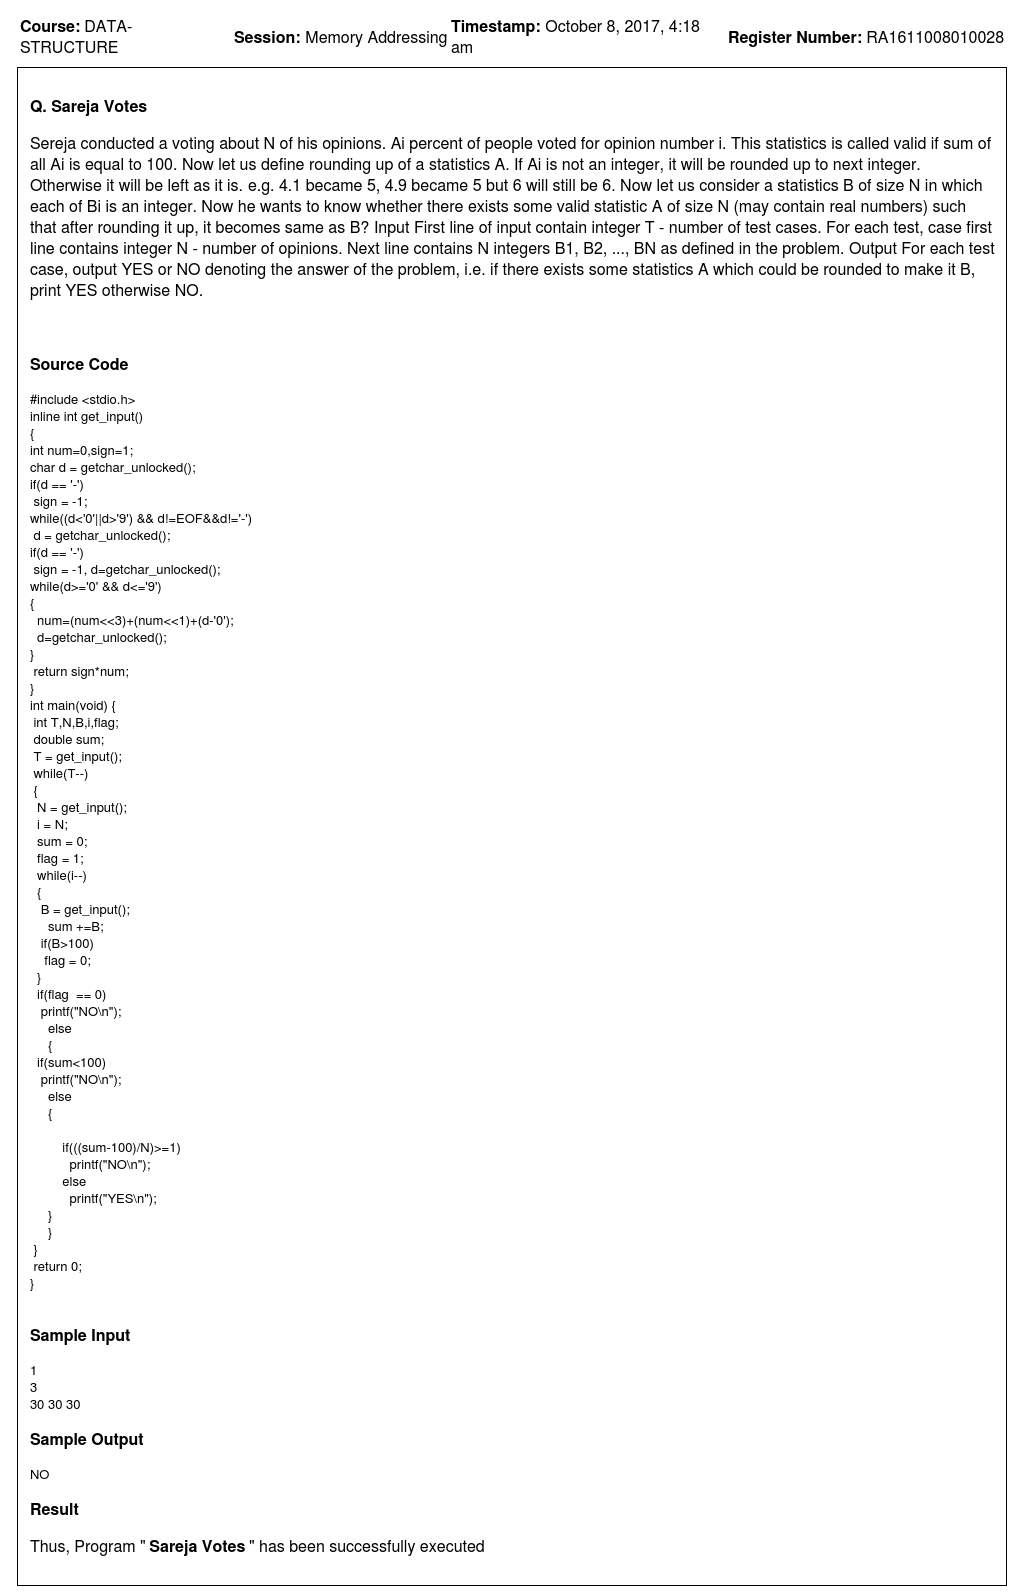 Course: DATA-STRUCTURE
Session: Memory Addressing
Timestamp: October 8, 2017, 4:18 am
Register Number: RA1611008010028
Q. Sareja Votes
Sereja conducted a voting about N of his opinions. Ai percent of people voted for opinion number i. This statistics is called valid if sum of
all Ai is equal to 100. Now let us define rounding up of a statistics A. If Ai is not an integer, it will be rounded up to next integer.
Otherwise it will be left as it is. e.g. 4.1 became 5, 4.9 became 5 but 6 will still be 6. Now let us consider a statistics B of size N in which
each of Bi is an integer. Now he wants to know whether there exists some valid statistic A of size N (may contain real numbers) such
that after rounding it up, it becomes same as B? Input First line of input contain integer T - number of test cases. For each test, case first
line contains integer N - number of opinions. Next line contains N integers B1, B2, ..., BN as defined in the problem. Output For each test
case, output YES or NO denoting the answer of the problem, i.e. if there exists some statistics A which could be rounded to make it B,
print YES otherwise NO.
Source Code
#include <stdio.h>
inline int get_input()
{
int num=0,sign=1;
char d = getchar_unlocked();
if(d == '-')
 sign = -1;
while((d<'0'||d>'9') && d!=EOF&&d!='-')
 d = getchar_unlocked();
if(d == '-')
 sign = -1, d=getchar_unlocked();
while(d>='0' && d<='9')
{
  num=(num<<3)+(num<<1)+(d-'0');
  d=getchar_unlocked();
}
 return sign*num;
}
int main(void) {
 int T,N,B,i,flag;
 double sum;
 T = get_input();
 while(T--)
 {
  N = get_input();
  i = N;
  sum = 0;
  flag = 1;
  while(i--)
  {
   B = get_input();
     sum +=B;
   if(B>100)
    flag = 0;
  }
  if(flag  == 0)
   printf("NO\n");
     else
     {
  if(sum<100)
   printf("NO\n");
     else
     {
         if(((sum-100)/N)>=1)
           printf("NO\n");
         else
           printf("YES\n");
     }
     }
 }
 return 0;
}
Sample Input
1
3
30 30 30
Sample Output
NO
Result
Thus, Program " Sareja Votes " has been successfully executed